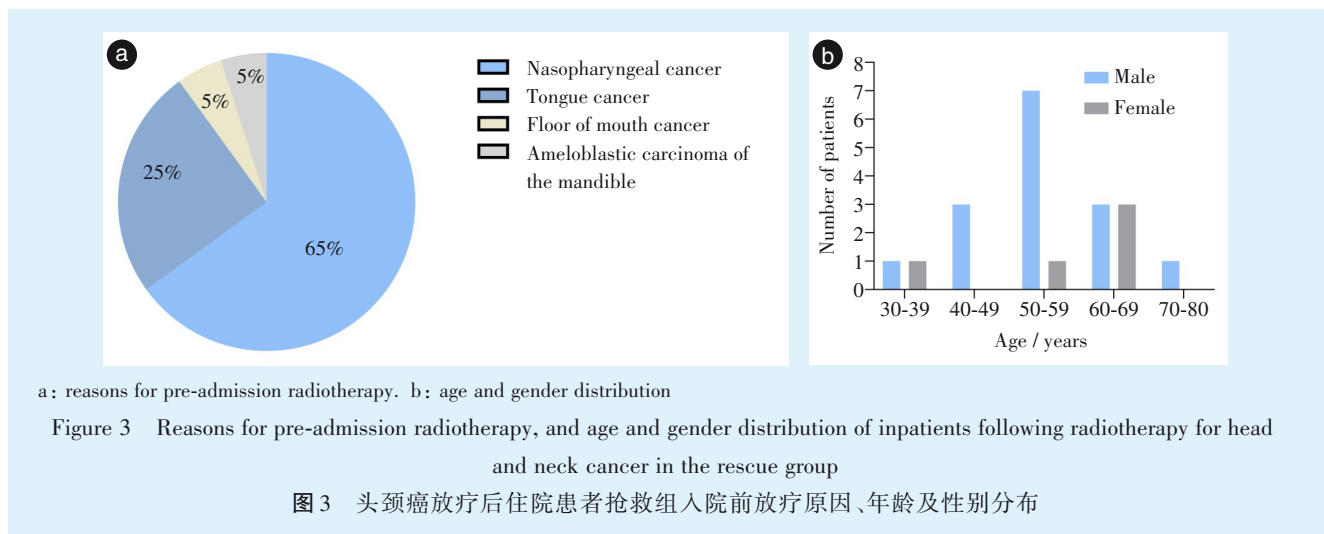 a
5%
5%
25%
65%
Nasopharyngeal cancer
Tongue cancer
Floor of mouth cancer
Ameloblastic carcinoma of
the mandible
b
Number of patients
8
7
6
5
4
3
2
1
0
Male
Female
30-39 40-49 50-59 60-69 70-80
Age / years
a: reasons for pre-admission radiotherapy. b: age and gender distribution
Figure 3 Reasons for pre-admission radiotherapy, and age and gender distribution of inpatients following radiotherapy for head
and neck cancer in the rescue group
图3 头颈癌放疗后住院患者抢救组入院前放疗原因、年龄及性别分布